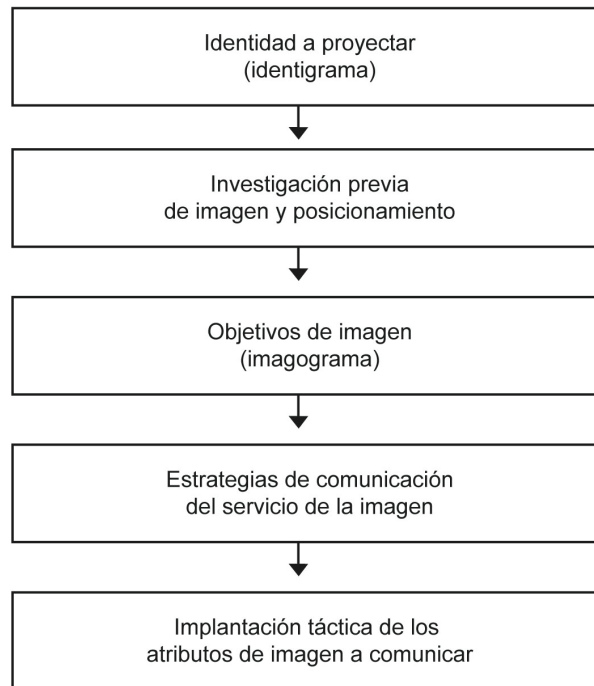 Identidad a proyectar
(identigrama)
Investigación previa
de imagen y posicionamiento
Objetivos de imagen
(imagograma)
Estrategias de comunicación
del servicio de la imagen
Implantación táctica de los
atributos de imagen a comunicar